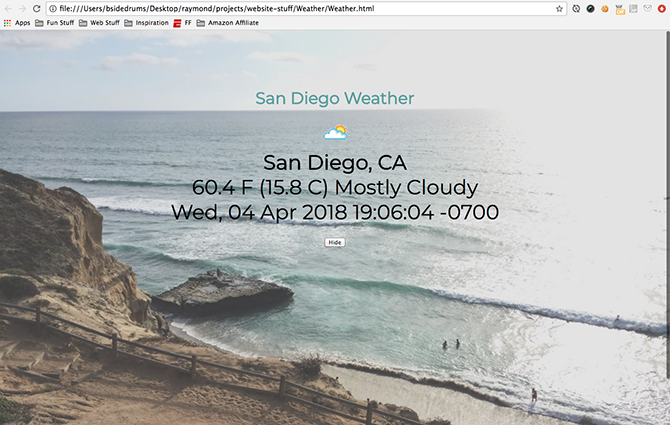 file:///Users/bsidedrums/Desktop/raymond/projects/website-stuff/Weather/Weather.html
Apps Fun Stuff Web Stuff Inspiration FF Amazon Affiliate
San Diego Weather
San Diego, CA
60.4 F (15.8 C) Mostly Cloudy
Wed, 04 Apr 2018 19:06:04 -0700
Hide